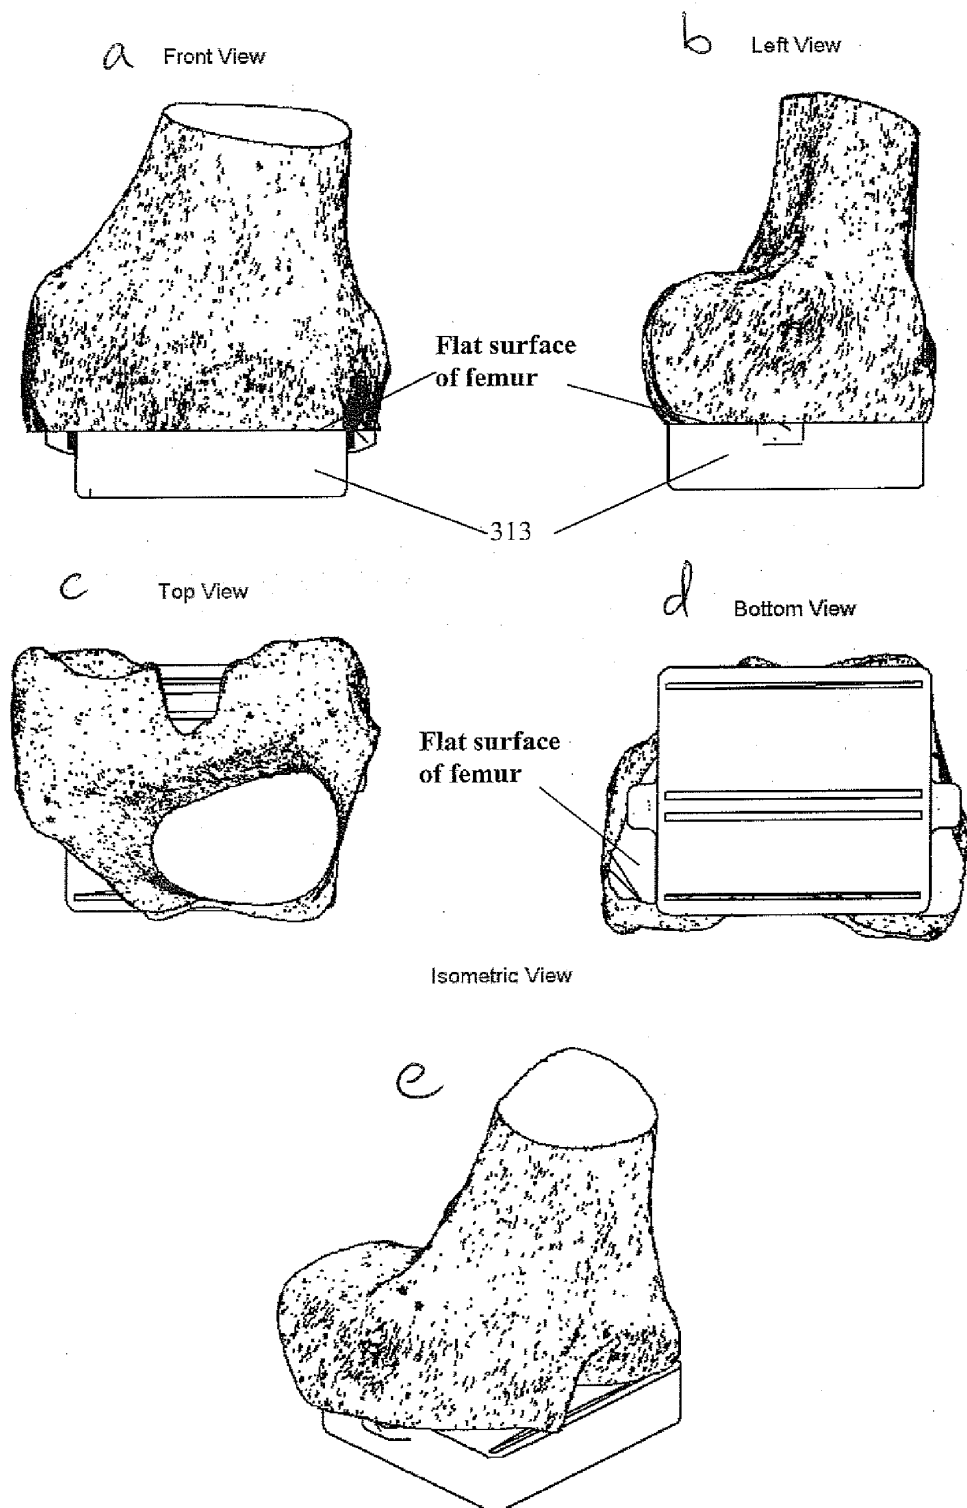 a Front View
b Left View
Flat surface
of femur
313
c Top View
d Bottom View
Flat surface
of femur
Isometric View
e